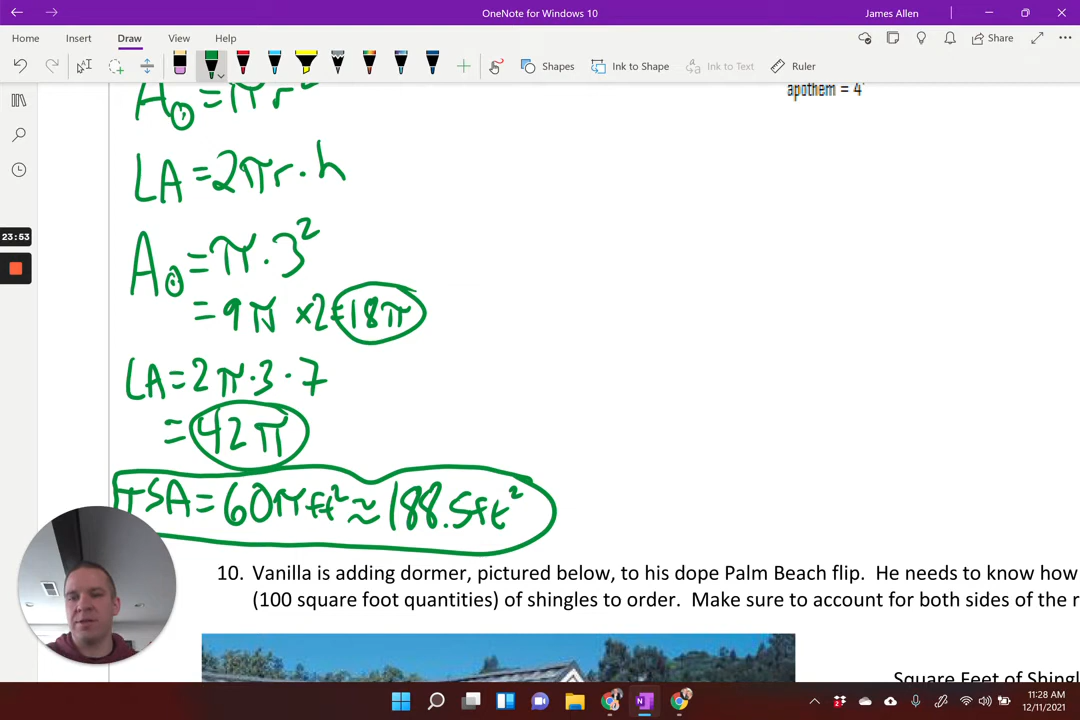 OneNote for Windows 10
James Allen
Home Insert Draw View Help
Share
Shapes Ink to Shape Ink to Text Ruler
A⊙ = πr²
apothem = 4'
LA = 2πr · h
A⊙ = π · 3²
= 9π ×2 = 18π
LA = 2π · 3 · 7
= 42π
TSA = 60π ft² ≈ 188.5ft²
23:53
10. Vanilla is adding dormer, pictured below, to his dope Palm Beach flip. He needs to know how
(100 square foot quantities) of shingles to order. Make sure to account for both sides of the r
Square Feet of Shingl
11:28 AM
12/11/2021